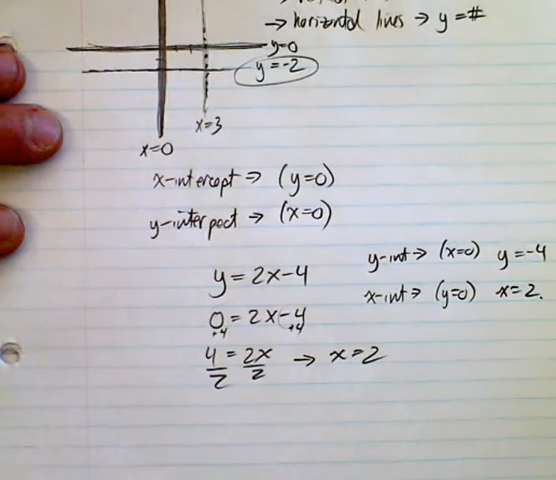 → horizontal lines → y = #
y=0
y=-2
x=3
x=0
x-intercept → (y=0)
y-interpect → (x=0)
y-int → (x=0) y=-4
x-int → (y=0) x=2.
y=2x-4
0=2x-4
+4 +4
4/2 = 2x/2 → x=2